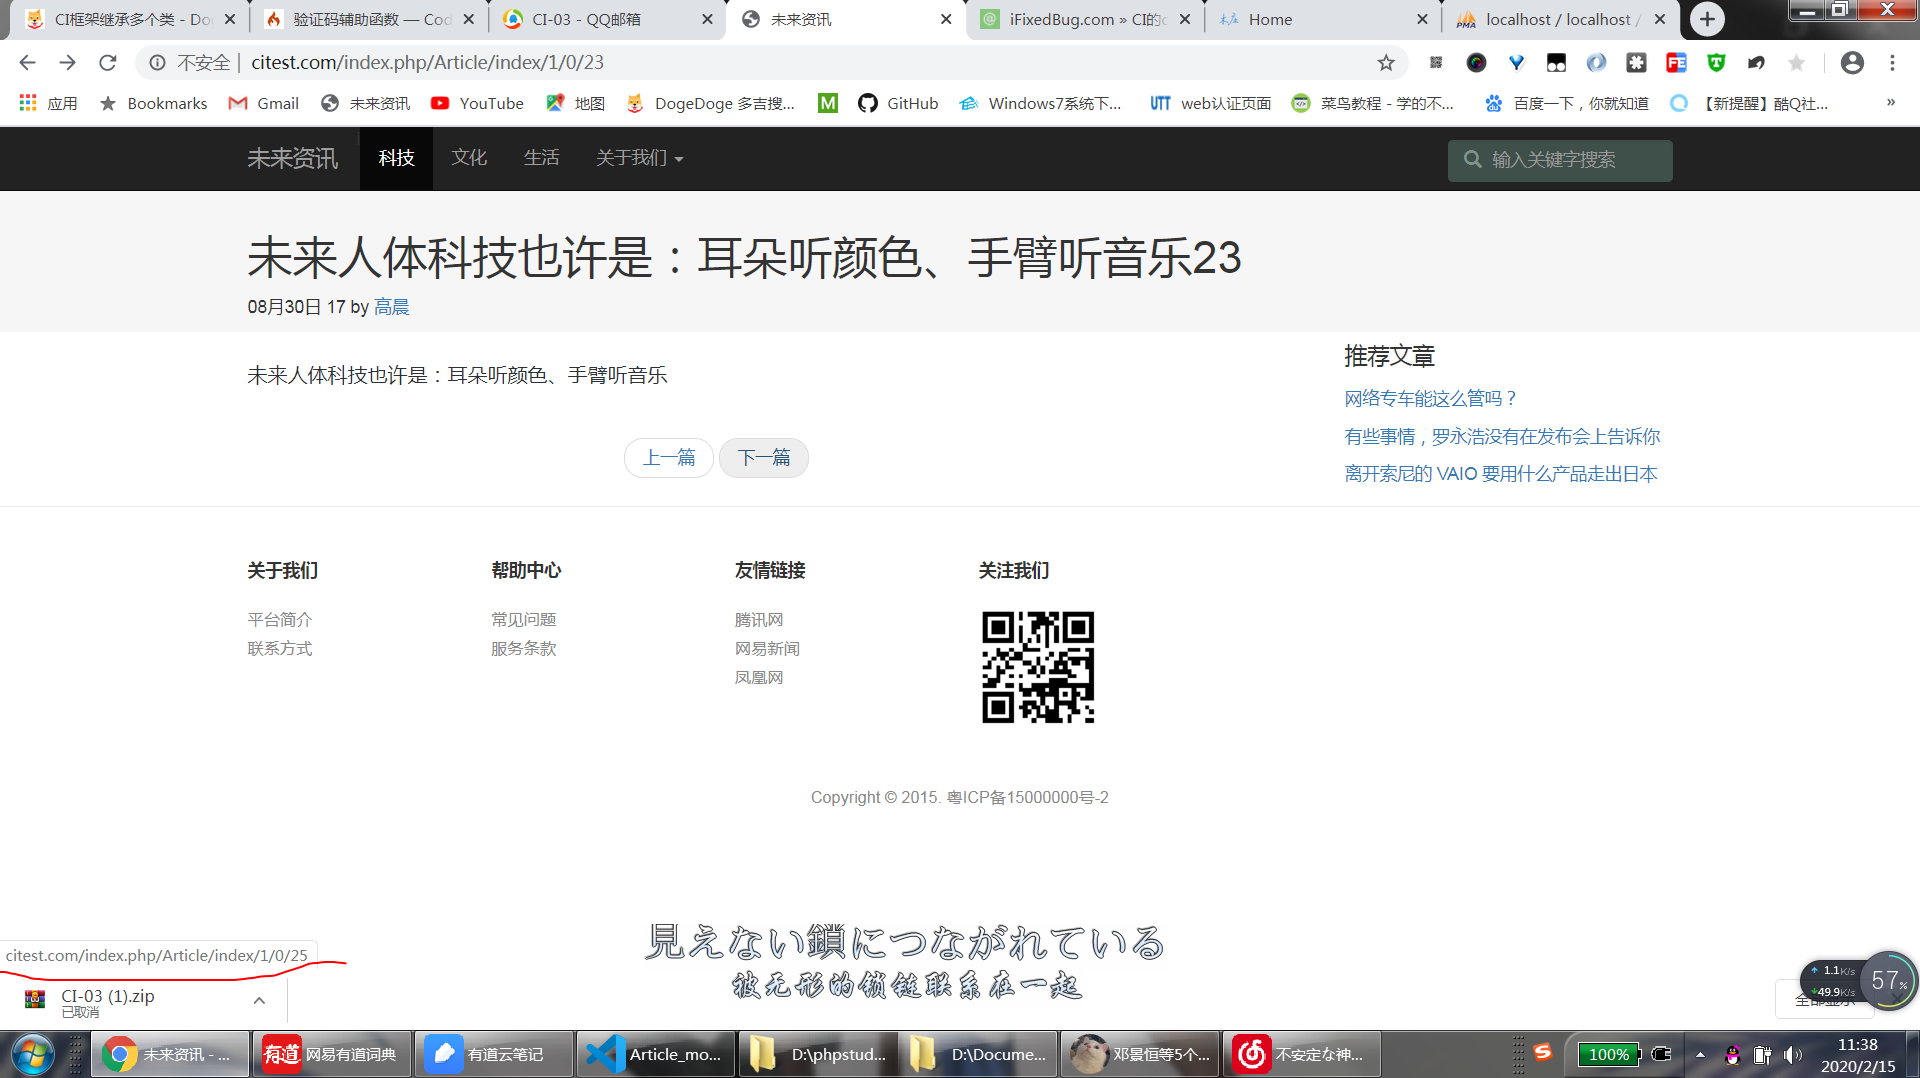 CI框架继承多个类 - Do
验证码辅助函数 — Cod
CI-03 - QQ邮箱
未来资讯
iFixedBug.com » CI的c
Home
localhost / localhost /
不安全
citest.com/index.php/Article/index/1/0/23
应用
Bookmarks
Gmail
未来资讯
YouTube
地图
DogeDoge 多吉搜...
M
GitHub
Windows7系统下...
UTT
web认证页面
菜鸟教程 - 学的不...
百度一下，你就知道
【新提醒】酷Q社...
»
未来资讯
科技
文化
生活
关于我们
输入关键字搜索
未来人体科技也许是：耳朵听颜色、手臂听音乐23
08月30日 17 by 高晨
未来人体科技也许是：耳朵听颜色、手臂听音乐
上一篇
下一篇
推荐文章
网络专车能这么管吗？
有些事情，罗永浩没有在发布会上告诉你
离开索尼的 VAIO 要用什么产品走出日本
关于我们
平台简介
联系方式
帮助中心
常见问题
服务条款
友情链接
腾讯网
网易新闻
凤凰网
关注我们
Copyright © 2015. 粤ICP备15000000号-2
見えない鎖につながれている
被无形的锁链联系在一起
citest.com/index.php/Article/index/1/0/25
CI-03 (1).zip
已取消
1.1K/s
49.9K/s
57%
未来资讯 - ...
有道
网易有道词典
有道云笔记
Article_mo...
D:\phpstud...
D:\Docume...
邓景恒等5个...
不安定な神...
100%
11:38
2020/2/15